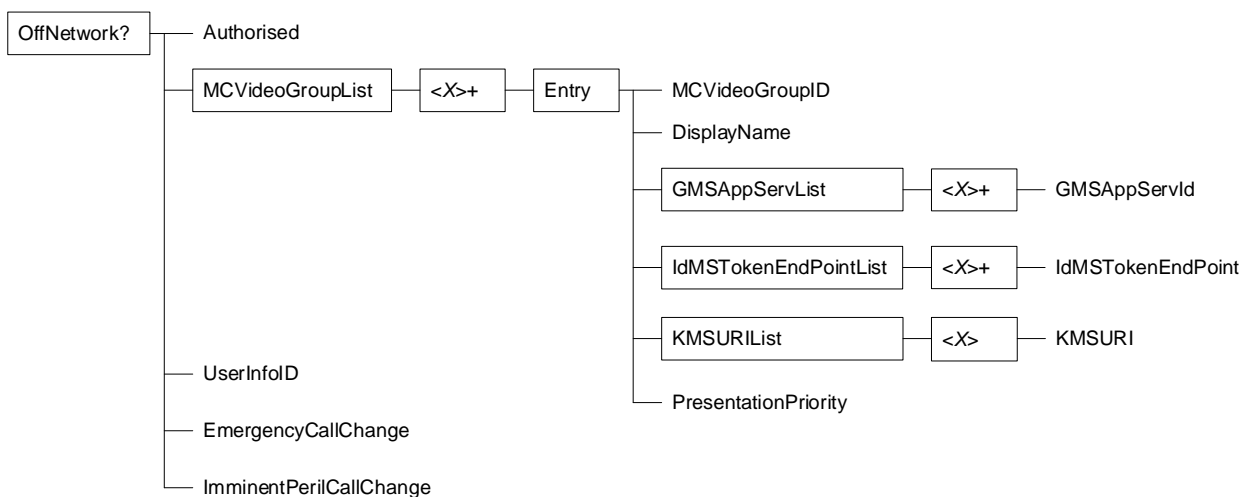 OffNetwork?
Authorised
MCVideoGroupList
<X>+
Entry
MCVideoGroupID
DisplayName
GMSAppServList
<X>+
GMSAppServId
IdMSTokenEndPointList
<X>+
IdMSTokenEndPoint
KMSURIList
<X>
KMSURI
PresentationPriority
UserInfoID
EmergencyCallChange
ImminentPerilCallChange